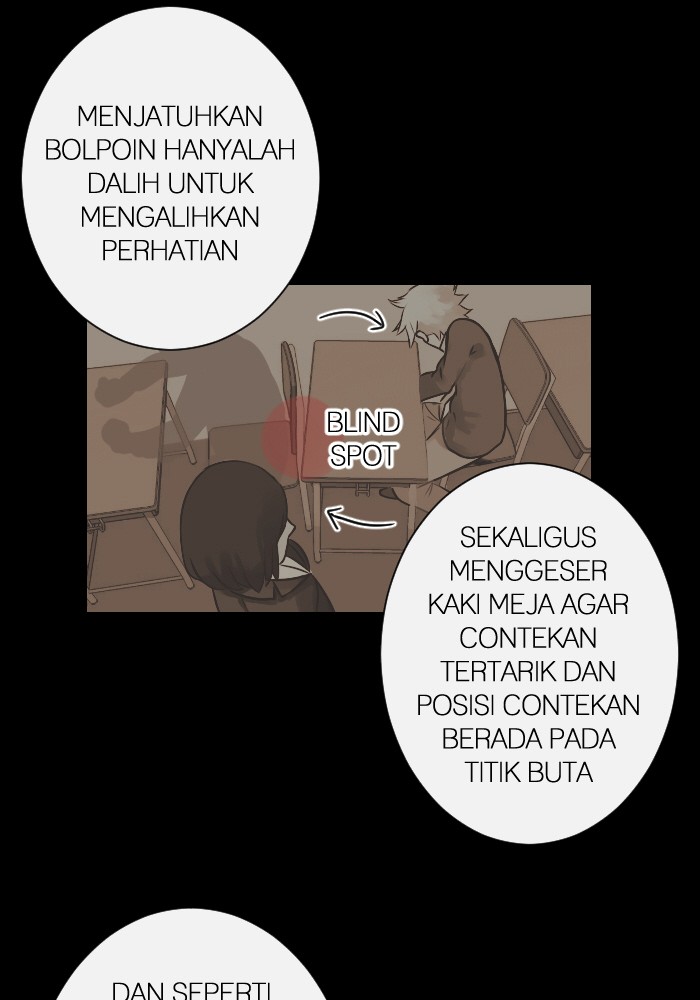 MENJATUHKAN
BOLPOIN HANYALAH
DALIH UNTUK
MENGALIHKAN
PERHATIAN
BLIND
SPOT
SEKALIGUS
MENGGESER
KAKI MEJA AGAR
CONTEKAN
TERTARIK DAN
POSISI CONTEKAN
BERADA PADA
TITIK BUTA
DAN SEPERTI